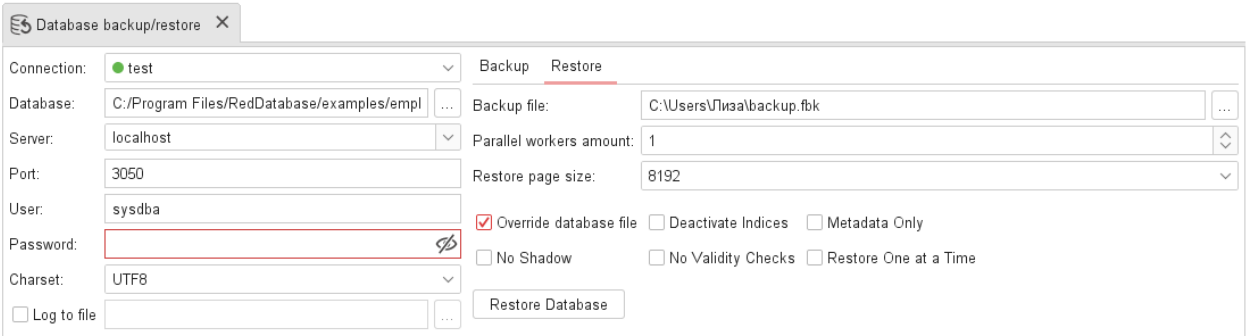 Database backup/restore
Connection: test
Database: C:/Program Files/RedDatabase/examples/empl ...
Server: localhost
Port: 3050
User: sysdba
Password:
Charset: UTF8
Log to file ...
Backup Restore
Backup file: C:\Users\Лиза\backup.fbk ...
Parallel workers amount: 1
Restore page size: 8192
Override database file Deactivate Indices Metadata Only
No Shadow No Validity Checks Restore One at a Time
Restore Database